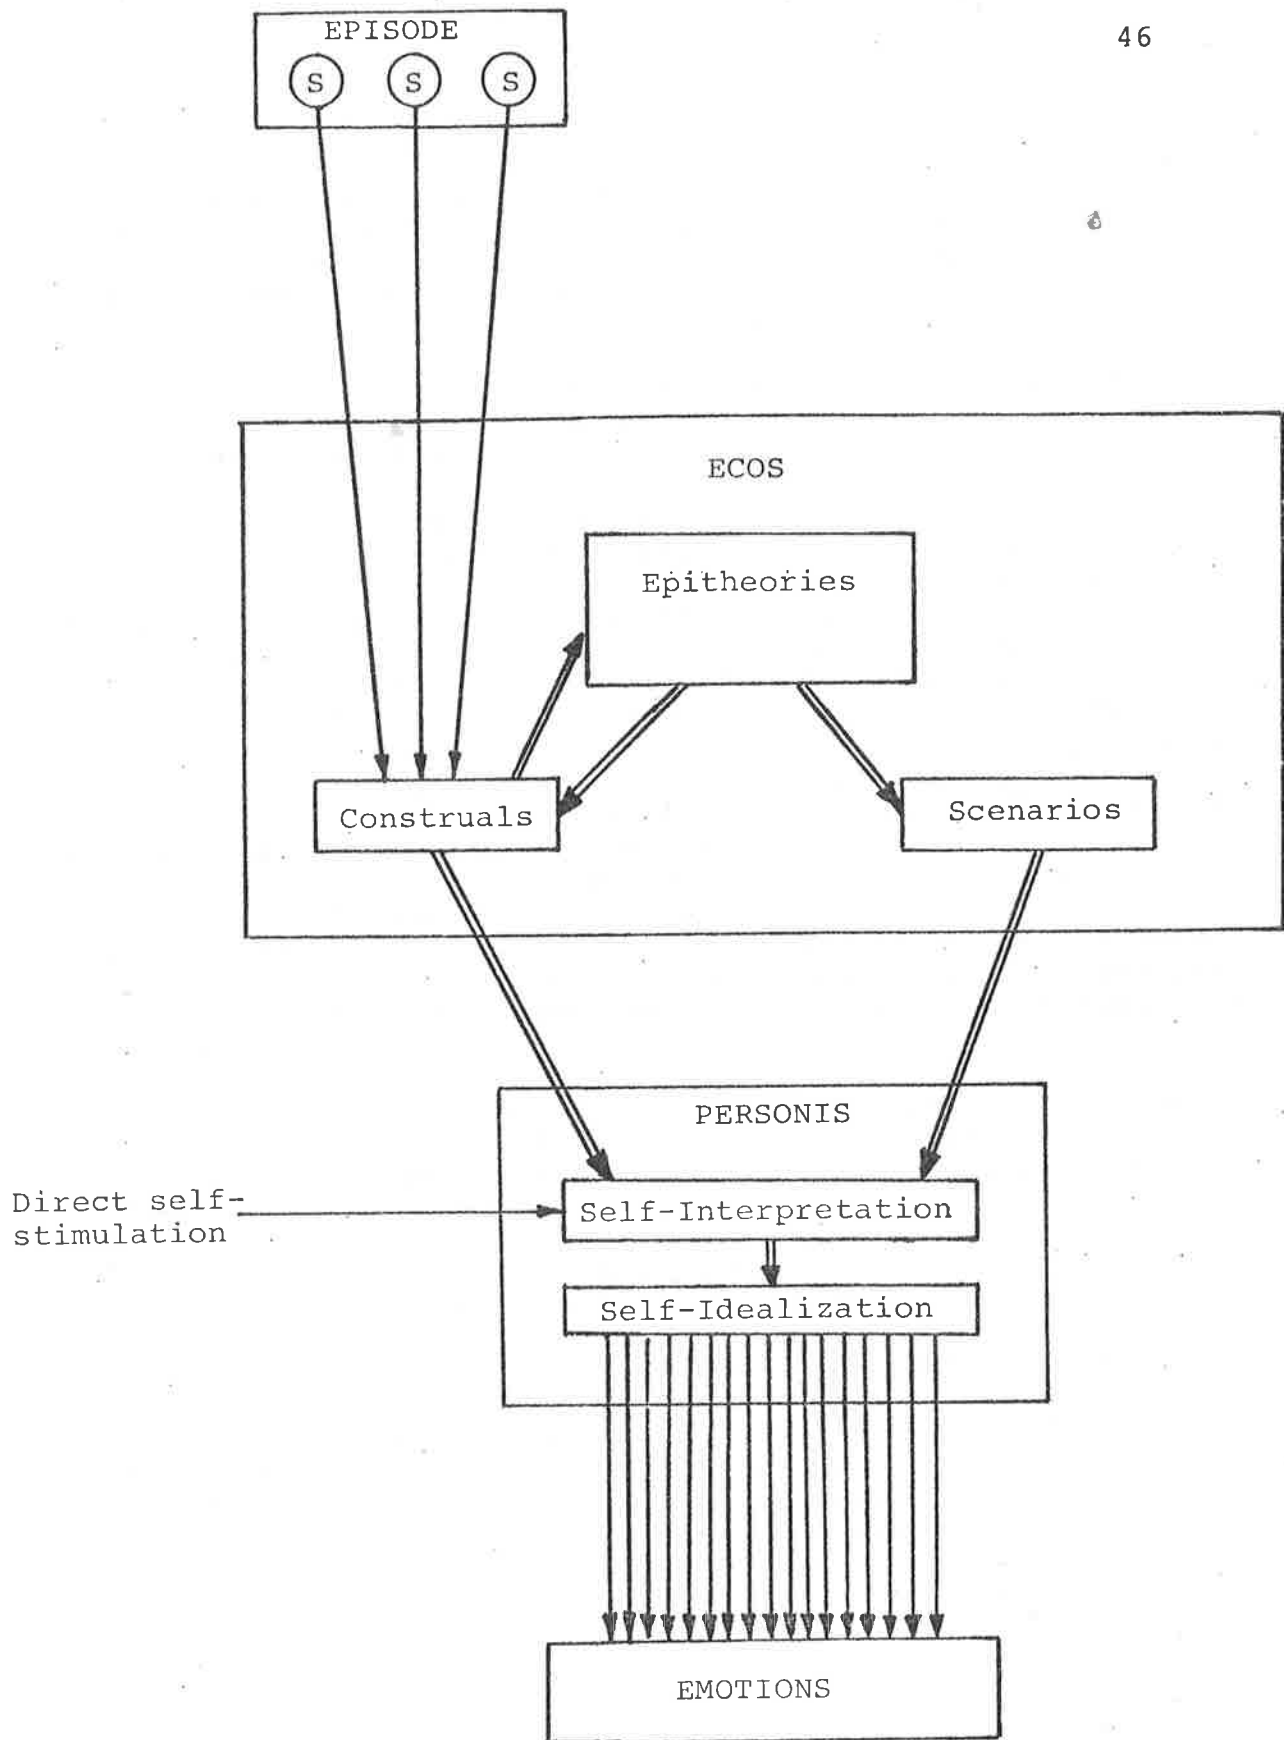 46
EPISODE
S S S
ECOS
Epitheories
Construals
Scenarios
PERSONIS
Direct self-
stimulation
Self-Interpretation
Self-Idealization
EMOTIONS